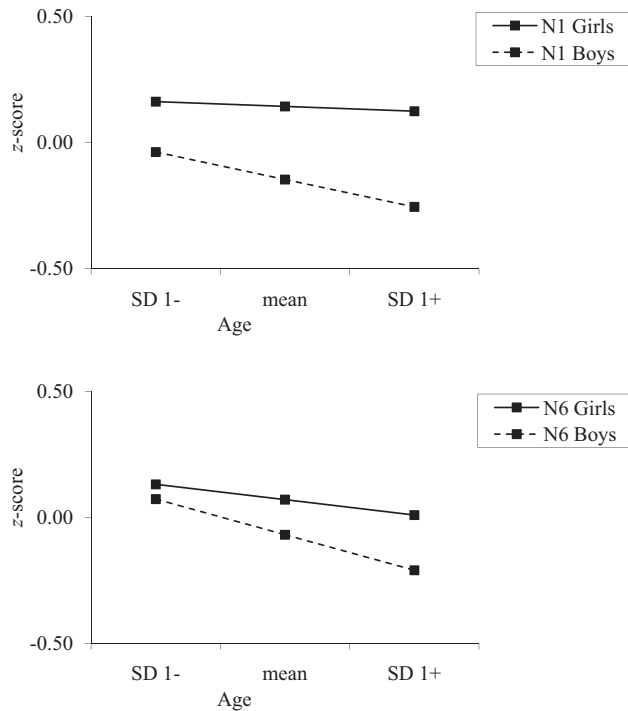 0.50
N1 Girls
N1 Boys
z-score
0.00
-0.50
SD 1-
mean
SD 1+
Age
0.50
N6 Girls
N6 Boys
z-score
0.00
-0.50
SD 1-
mean
SD 1+
Age